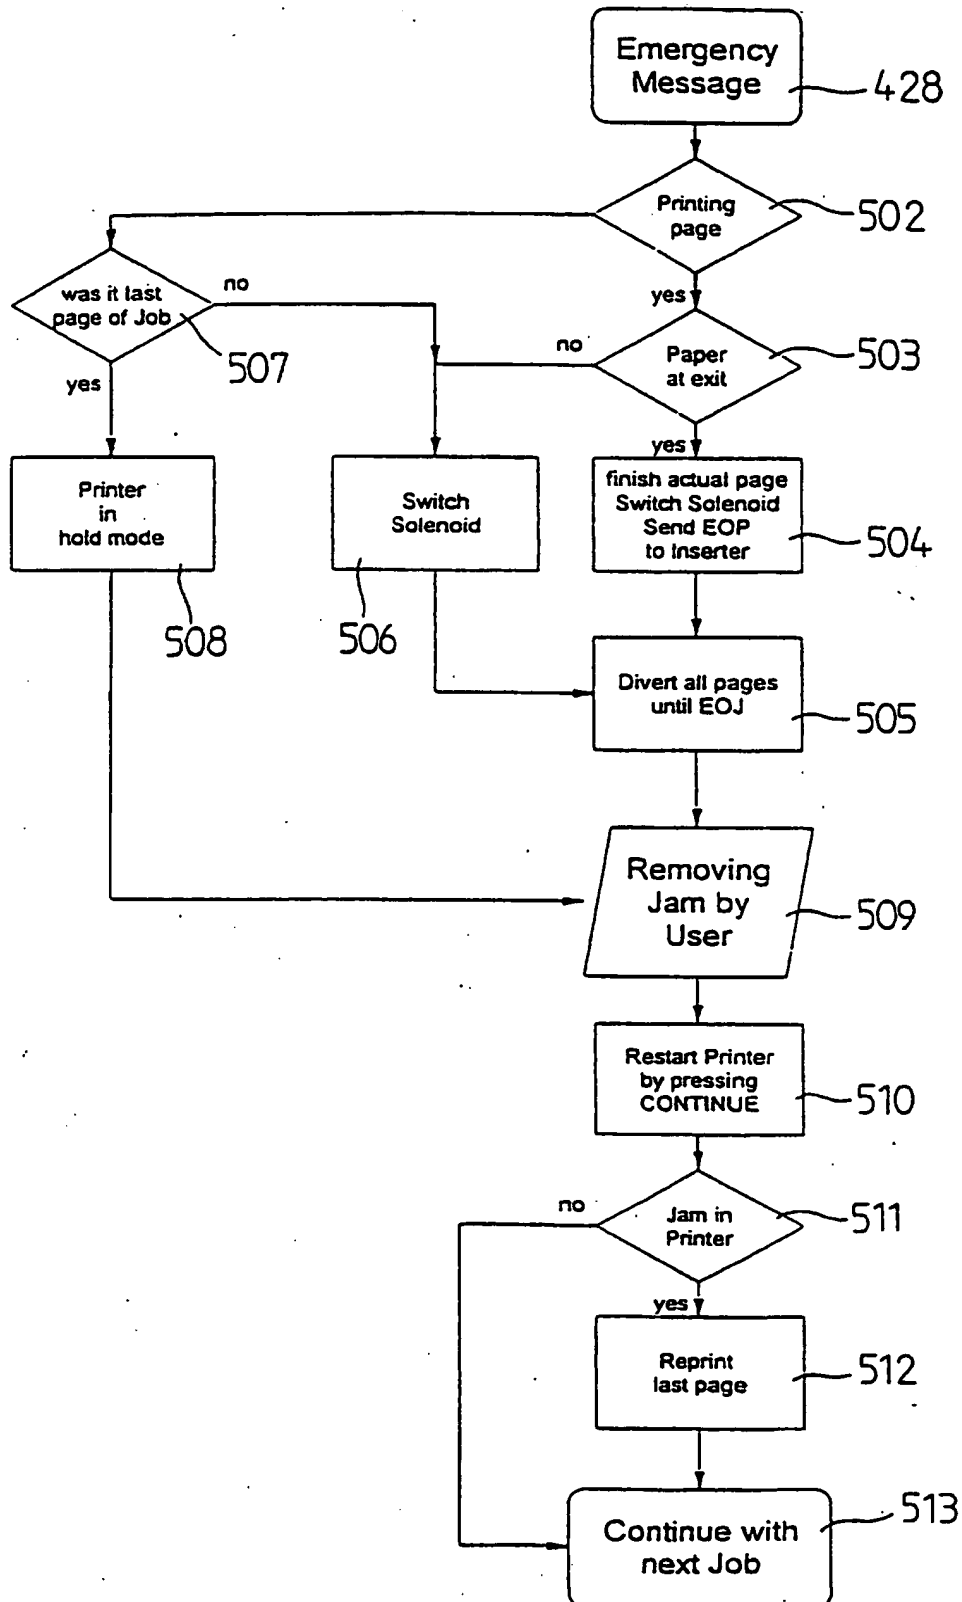 Emergency
Message
428
Printing
page
502
was it last
page of Job
507
no
yes
yes
Paper
at exit
503
no
yes
Printer
in
hold mode
508
Switch
Solenoid
506
finish actual page
Switch Solenoid
Send EOP
to Inserter
504
Divert all pages
until EOJ
505
Removing
Jam by
User
509
Restart Printer
by pressing
CONTINUE
510
Jam in
Printer
511
no
yes
Reprint
last page
512
Continue with
next Job
513